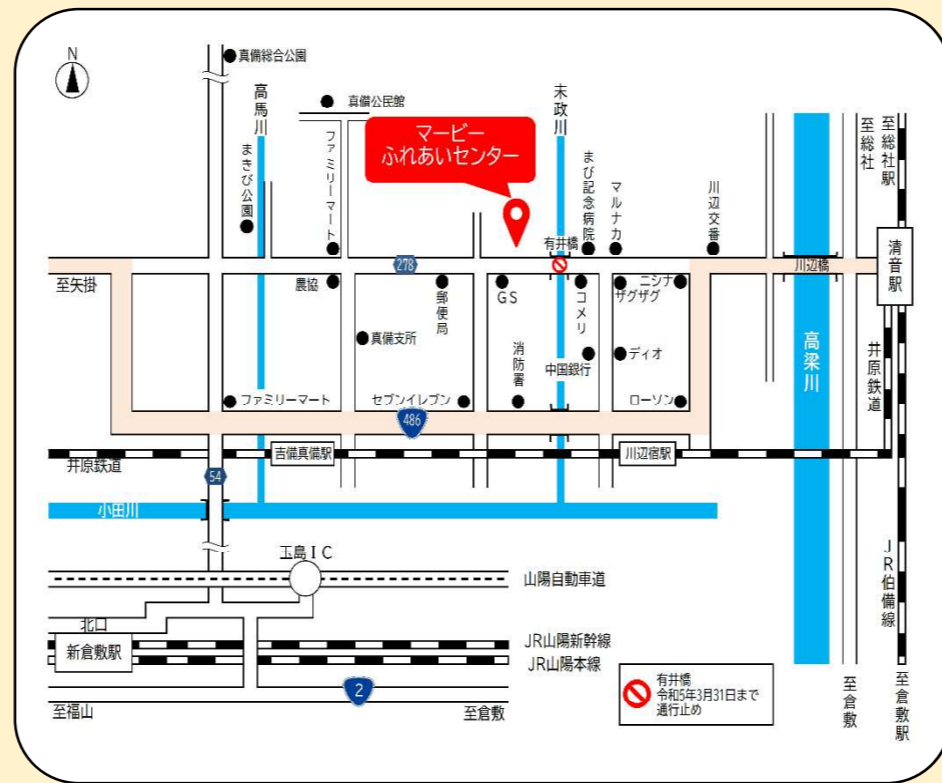 N
真備総合公園
高馬川
真備公民館
末政川
マービー
ふれあいセンター
まきび公園
ファミリーマート
まび記念病院
マルナカ
川辺交番
至総社
至総社駅
有井橋
278
川辺橋
清音駅
至矢掛
農協
郵便局
GS
コメリ
ニシナ
ザグザグ
真備支所
消防署
中国銀行
ディオ
高梁川
井原鉄道
ファミリーマート
セブンイレブン
ローソン
486
井原鉄道
吉備真備駅
川辺宿駅
54
小田川
玉島IC
山陽自動車道
JR伯備線
北口
新倉敷駅
JR山陽新幹線
JR山陽本線
2
至福山
至倉敷
有井橋
令和5年3月31日まで
通行止め
至倉敷
至倉敷駅